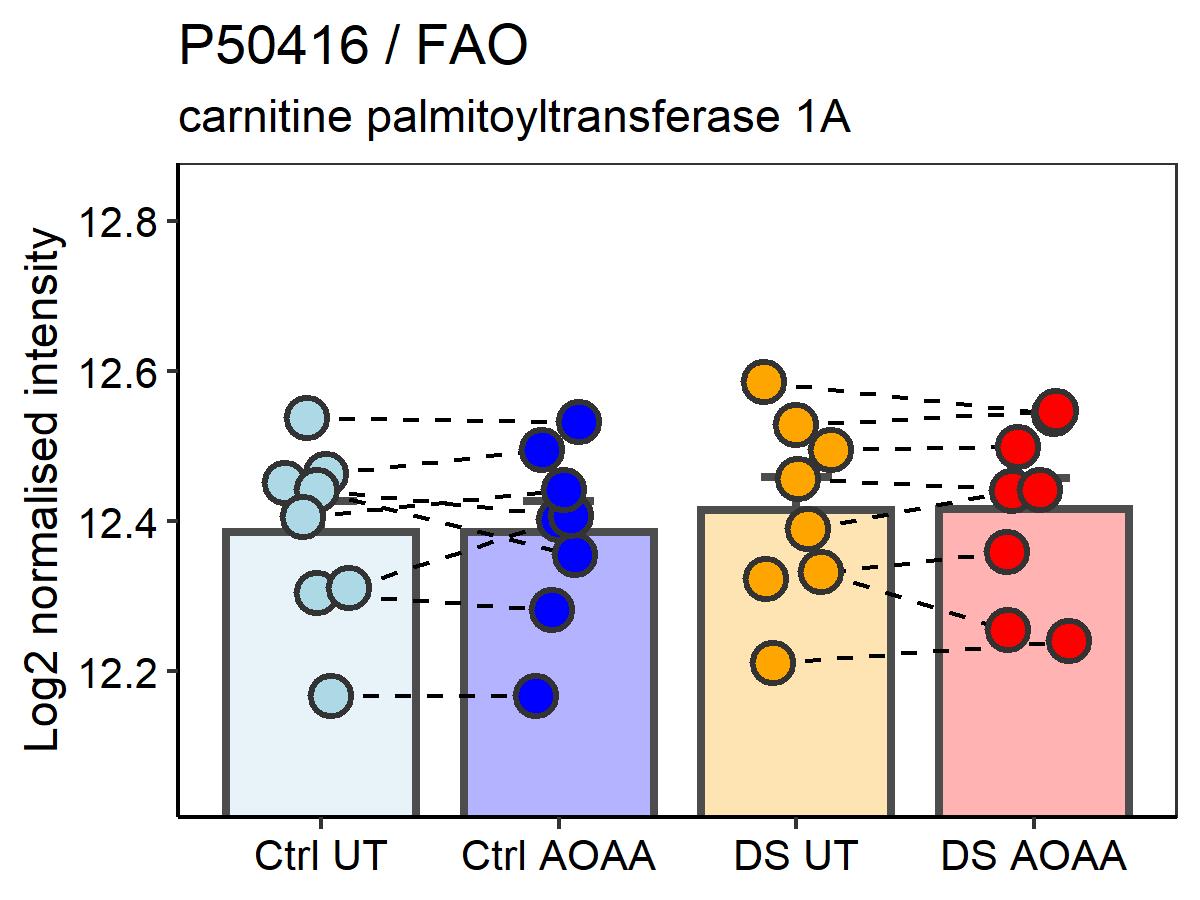 P50416 / FAO
carnitine palmitoyltransferase 1A
Log2 normalised intensity
12.8
12.6
12.4
12.2
Ctrl UT
Ctrl AOAA
DS UT
DS AOAA